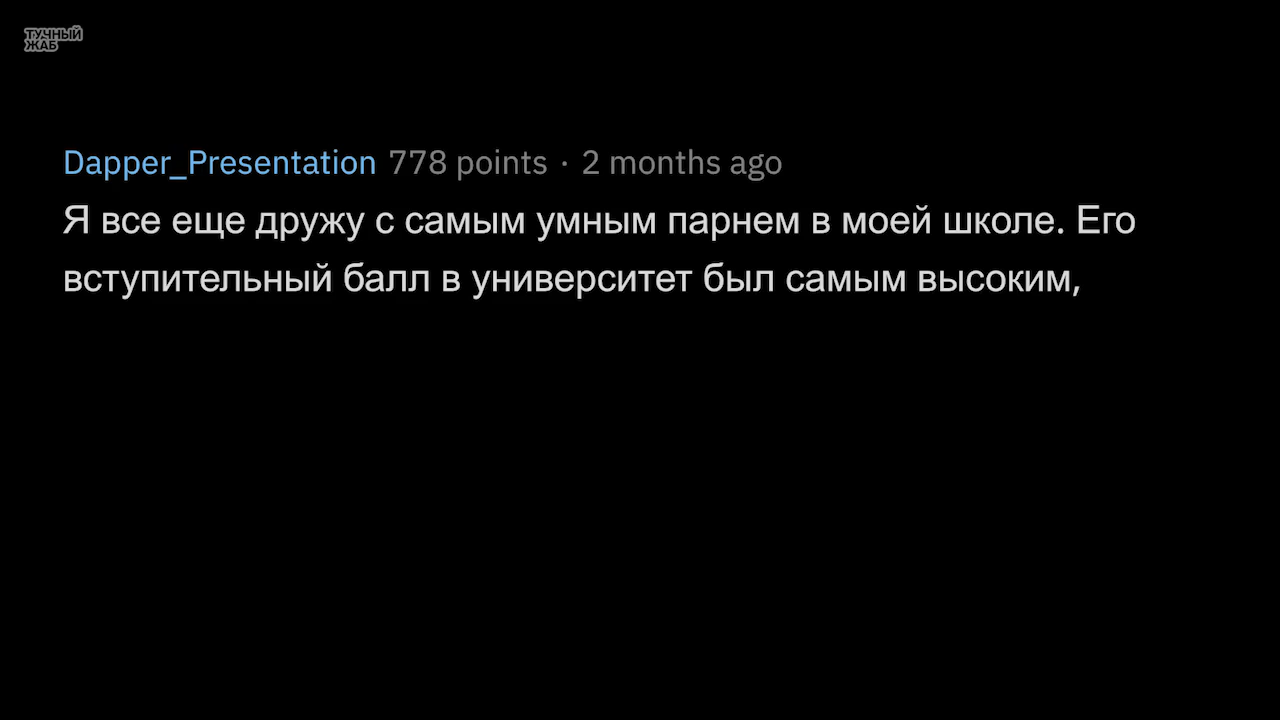 ТУЧНЫЙ
ЖАБ
Dapper_Presentation 778 points · 2 months ago
Я все еще дружу с самым умным парнем в моей школе. Его
вступительный балл в университет был самым высоким,